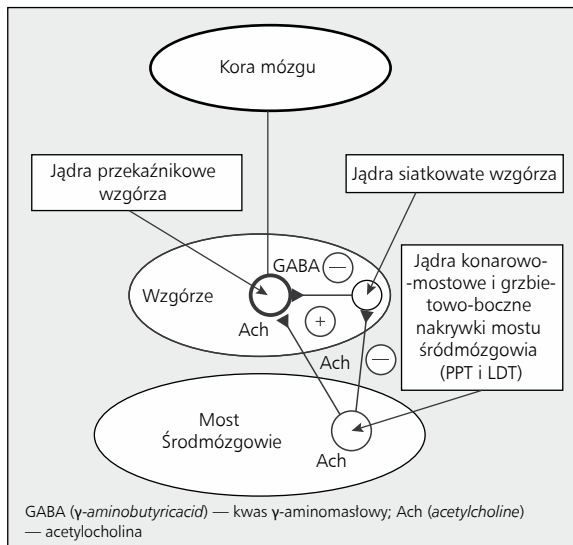 Kora mózgu
Jądra przekaźnikowe
wzgórza
Jądra siatkowate wzgórza
GABA
—
Wzgórze
Ach
+
Jądra konarowo-
-mostowe i grzbie-
towo-boczne
nakrywki mostu
śródmózgowia
(PPT i LDT)
Ach
—
Most
Środmózgowie
Ach
GABA (γ-aminobutyricacid) — kwas γ-aminomasłowy; Ach (acetylcholine)
— acetylocholina